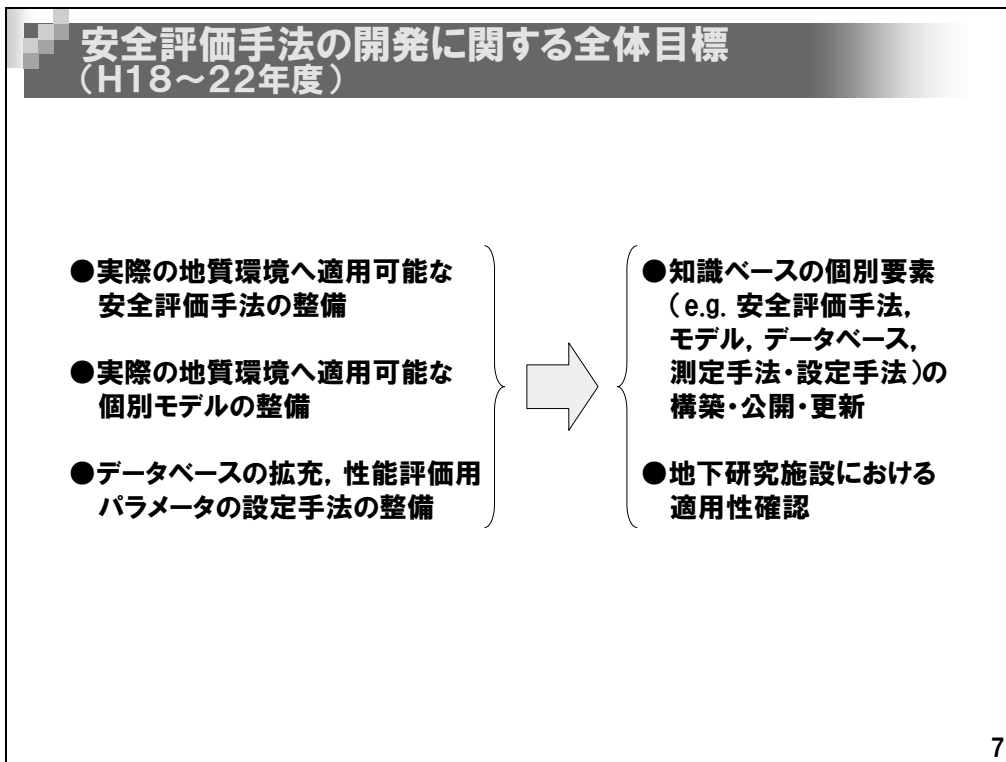 安全評価手法の開発に関する全体目標
（H18～22年度）
●実際の地質環境へ適用可能な
安全評価手法の整備
●実際の地質環境へ適用可能な
個別モデルの整備
●データベースの拡充，性能評価用
パラメータの設定手法の整備
●知識ベースの個別要素
（e.g. 安全評価手法，
モデル，データベース，
測定手法・設定手法）の
構築・公開・更新
●地下研究施設における
適用性確認
7